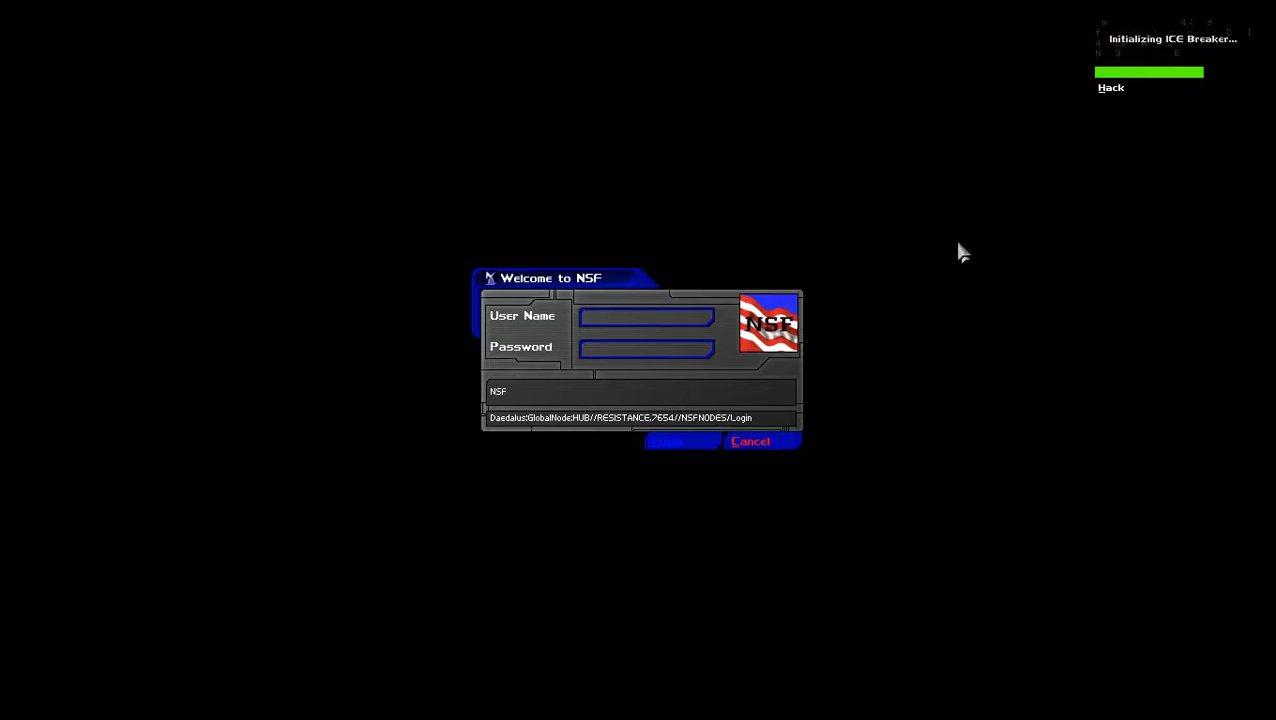 Initializing ICE Breaker...
Hack
Welcome to NSF
User Name
NSF
Password
NSF
Daedalus:GlobalNode:HUB//RESISTANCE.7654//NSFNODES/Login
Login
Cancel